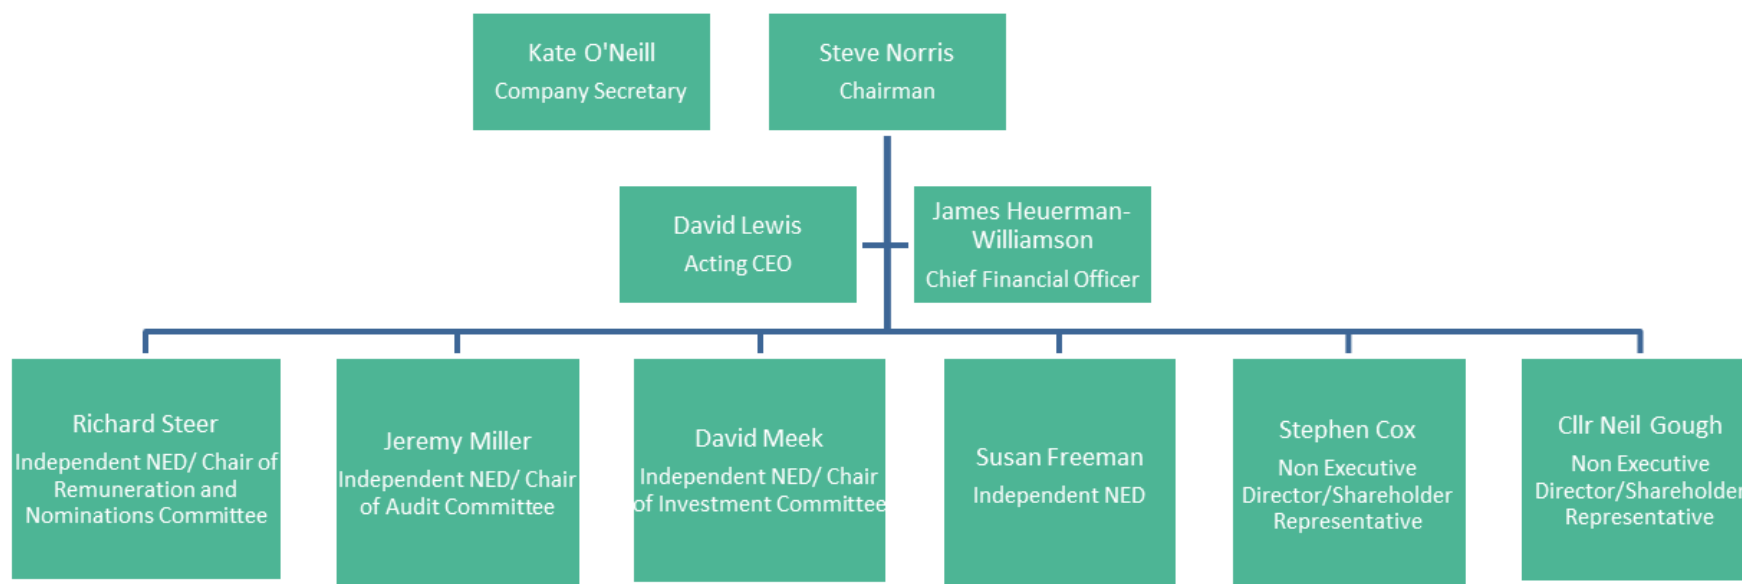 Kate O'Neill
Company Secretary
Steve Norris
Chairman
David Lewis
Acting CEO
James Heuerman-
Williamson
Chief Financial Officer
Richard Steer
Independent NED/ Chair of
Remuneration and
Nominations Committee
Jeremy Miller
Independent NED/ Chair
of Audit Committee
David Meek
Independent NED/ Chair
of Investment Committee
Susan Freeman
Independent NED
Stephen Cox
Non Executive
Director/Shareholder
Representative
Cllr Neil Gough
Non Executive
Director/Shareholder
Representative